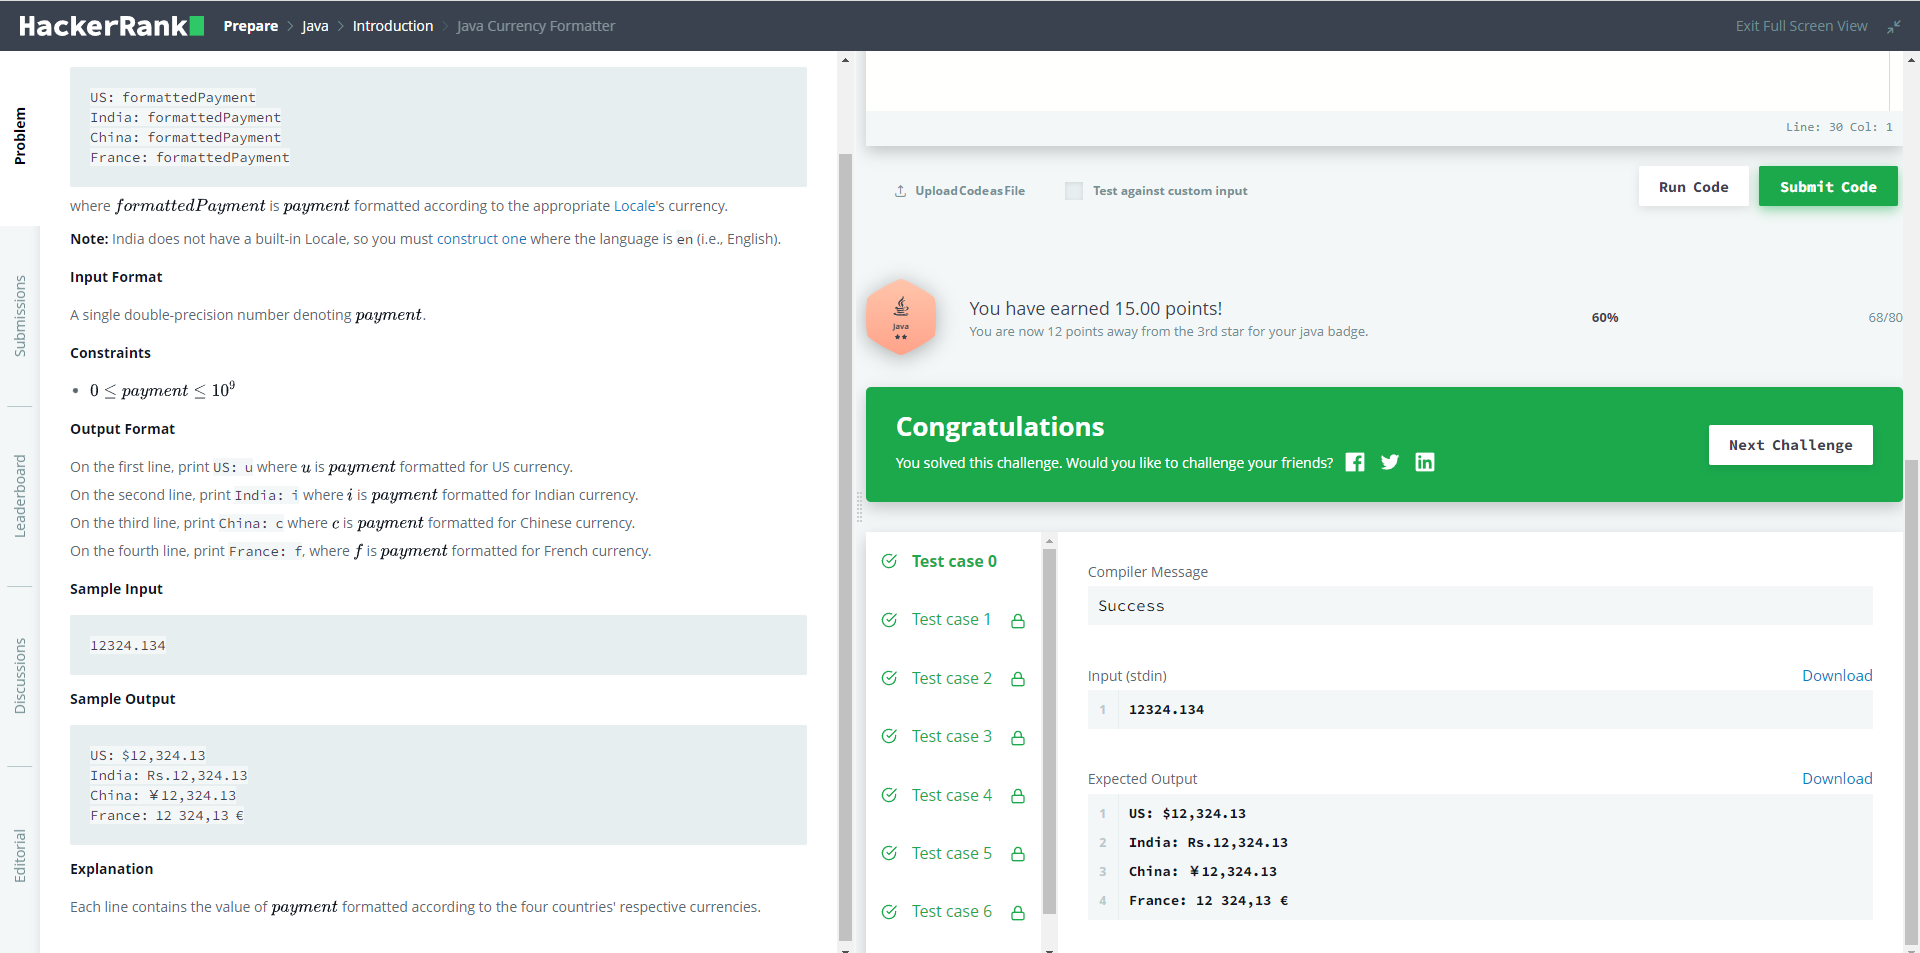 HackerRank
Prepare > Java > Introduction > Java Currency Formatter
Exit Full Screen View
Problem
Submissions
Leaderboard
Discussions
Editorial
US: formattedPayment
India: formattedPayment
China: formattedPayment
France: formattedPayment
where formattedPayment is payment formatted according to the appropriate Locale's currency.
Note: India does not have a built-in Locale, so you must construct one where the language is en (i.e., English).
Input Format
A single double-precision number denoting payment.
Constraints
• 0 ≤ payment ≤ 10⁹
Output Format
On the first line, print US: u where u is payment formatted for US currency.
On the second line, print India: i where i is payment formatted for Indian currency.
On the third line, print China: c where c is payment formatted for Chinese currency.
On the fourth line, print France: f, where f is payment formatted for French currency.
Sample Input
12324.134
Sample Output
US: $12,324.13
India: Rs.12,324.13
China: ¥12,324.13
France: 12 324,13 €
Explanation
Each line contains the value of payment formatted according to the four countries' respective currencies.
Line: 30 Col: 1
Upload Code as File
Test against custom input
Run Code
Submit Code
Java
You have earned 15.00 points!
You are now 12 points away from the 3rd star for your java badge.
60%
68/80
Congratulations
You solved this challenge. Would you like to challenge your friends?
Next Challenge
Test case 0
Test case 1
Test case 2
Test case 3
Test case 4
Test case 5
Test case 6
Compiler Message
Success
Input (stdin)
Download
1 12324.134
Expected Output
Download
1 US: $12,324.13
2 India: Rs.12,324.13
3 China: ¥12,324.13
4 France: 12 324,13 €